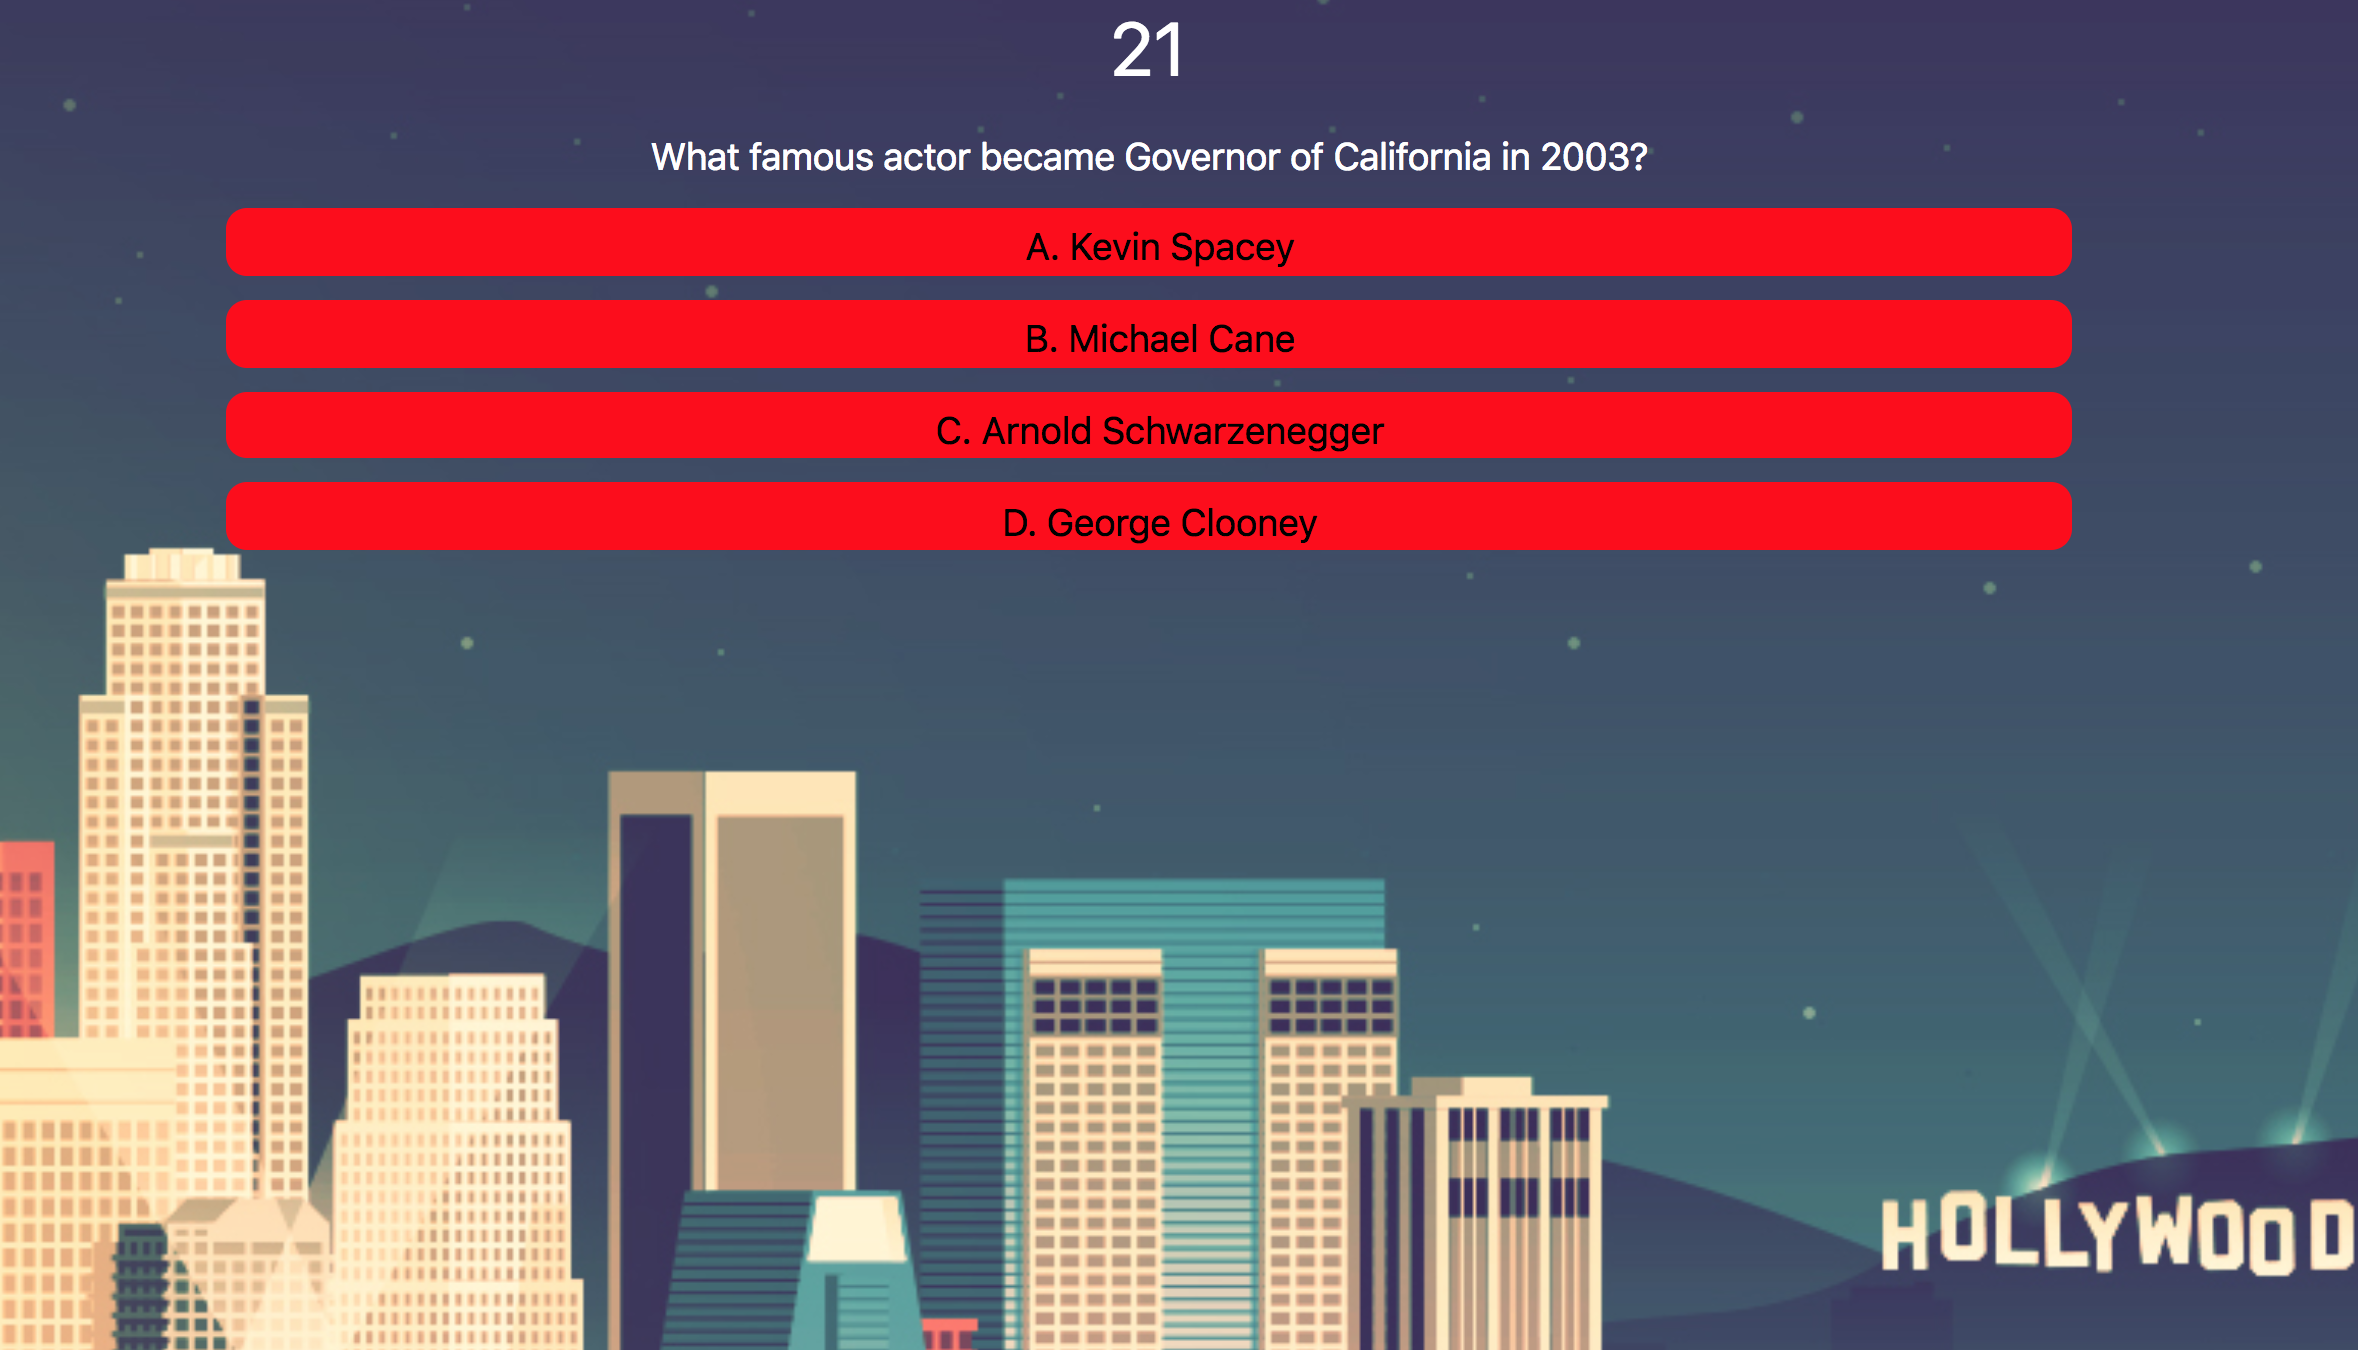 21
What famous actor became Governor of California in 2003?
A. Kevin Spacey
B. Michael Cane
C. Arnold Schwarzenegger
D. George Clooney
HOLLYWOOD